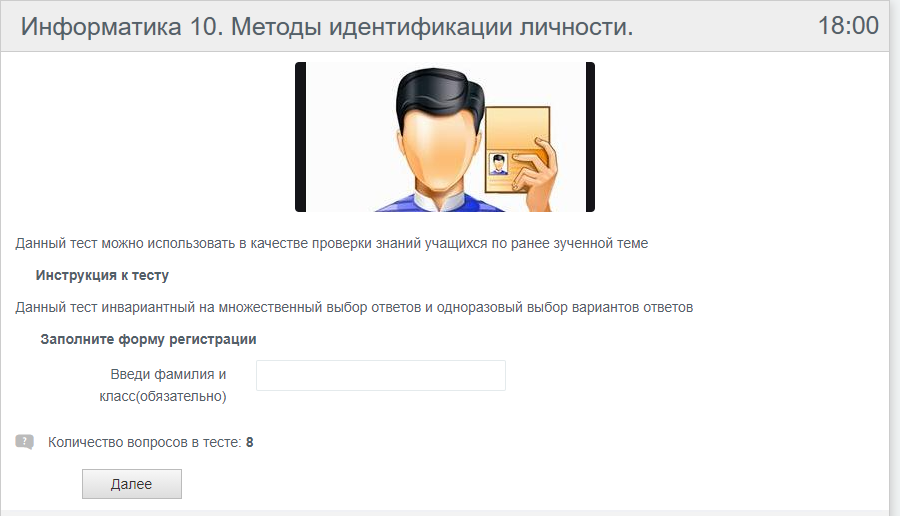 Информатика 10. Методы идентификации личности.
18:00
Данный тест можно использовать в качестве проверки знаний учащихся по ранее зученной теме
Инструкция к тесту
Данный тест инвариантный на множественный выбор ответов и одноразовый выбор вариантов ответов
Заполните форму регистрации
Введи фамилия и
класс(обязательно)
? Количество вопросов в тесте: 8
Далее